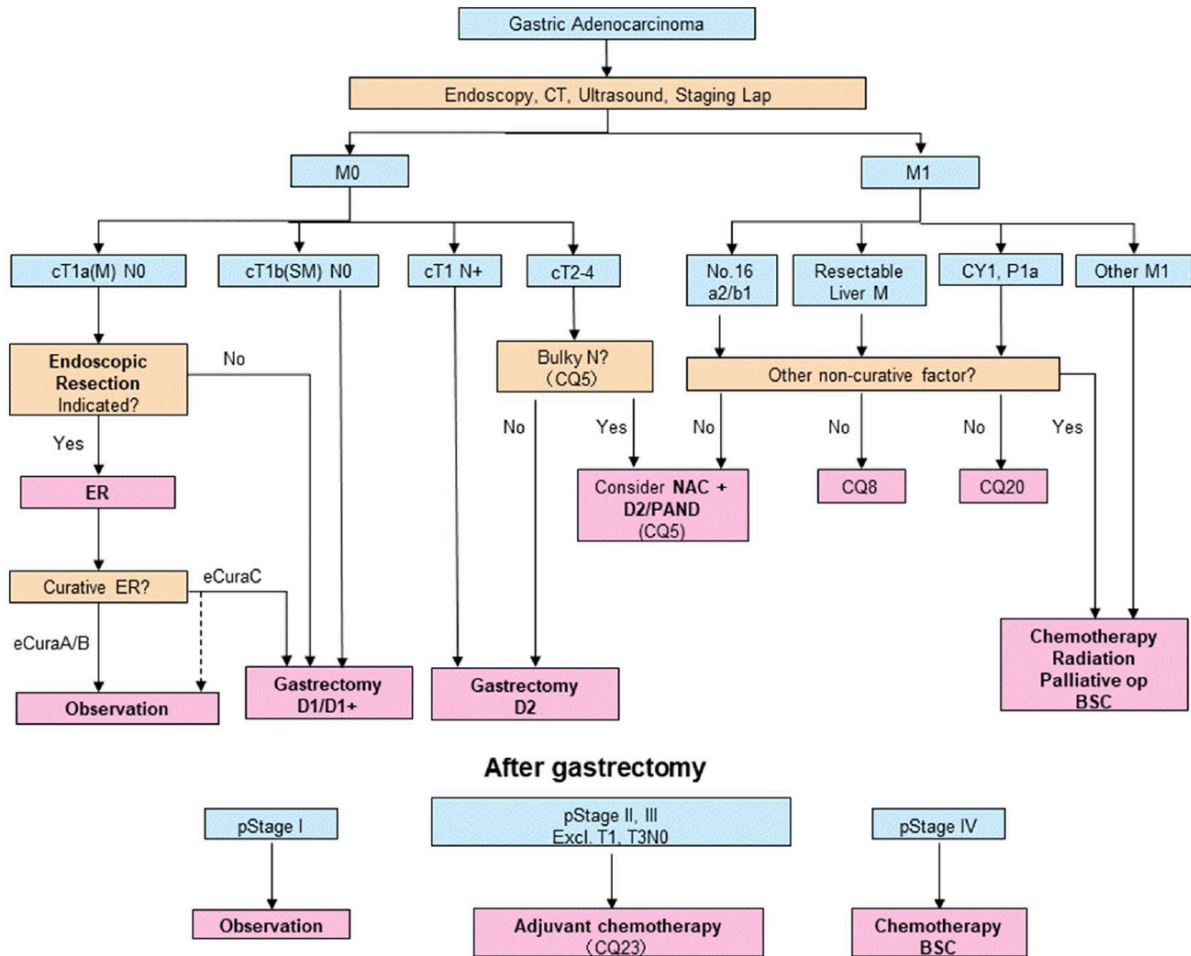 Gastric Adenocarcinoma
Endoscopy, CT, Ultrasound, Staging Lap
M0
M1
cT1a(M) N0
cT1b(SM) N0
cT1 N+
cT2-4
No.16
a2/b1
Resectable
Liver M
CY1, P1a
Other M1
Endoscopic
Resection
Indicated?
No
Bulky N?
(CQ5)
Other non-curative factor?
Yes
No
Yes
No
No
No
Yes
ER
Consider NAC +
D2/PAND
(CQ5)
CQ8
CQ20
Curative ER?
eCuraC
eCuraA/B
Observation
Gastrectomy
D1/D1+
Gastrectomy
D2
Chemotherapy
Radiation
Palliative op
BSC
After gastrectomy
pStage I
pStage II, III
Excl. T1, T3N0
pStage IV
Observation
Adjuvant chemotherapy
(CQ23)
Chemotherapy
BSC